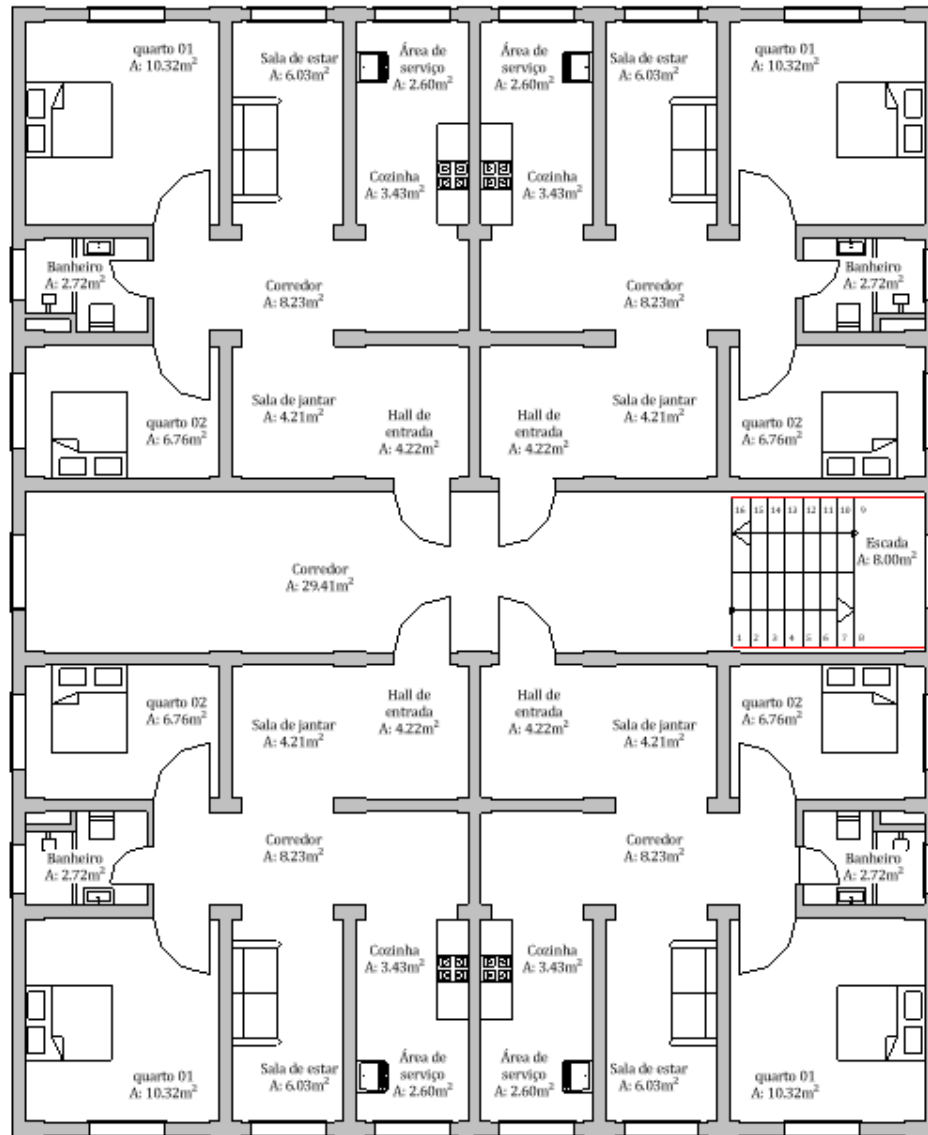 quarto 01
A: 10.32m²
Sala de estar
A: 6.03m²
Área de
serviço
A: 2.60m²
Área de
serviço
A: 2.60m²
Sala de estar
A: 6.03m²
quarto 01
A: 10.32m²
Cozinha
A: 3.43m²
Cozinha
A: 3.43m²
Banheiro
A: 2.72m²
Corredor
A: 8.23m²
Corredor
A: 8.23m²
Banheiro
A: 2.72m²
quarto 02
A: 6.76m²
Sala de jantar
A: 4.21m²
Hall de
entrada
A: 4.22m²
Hall de
entrada
A: 4.22m²
Sala de jantar
A: 4.21m²
quarto 02
A: 6.76m²
16 15 14 13 12 11 10 9
Escada
A: 8.00m²
Corredor
A: 29.41m²
1 2 3 4 5 6 7 8
quarto 02
A: 6.76m²
Sala de jantar
A: 4.21m²
Hall de
entrada
A: 4.22m²
Hall de
entrada
A: 4.22m²
Sala de jantar
A: 4.21m²
quarto 02
A: 6.76m²
Banheiro
A: 2.72m²
Corredor
A: 8.23m²
Corredor
A: 8.23m²
Banheiro
A: 2.72m²
Cozinha
A: 3.43m²
Cozinha
A: 3.43m²
quarto 01
A: 10.32m²
Sala de estar
A: 6.03m²
Área de
serviço
A: 2.60m²
Área de
serviço
A: 2.60m²
Sala de estar
A: 6.03m²
quarto 01
A: 10.32m²